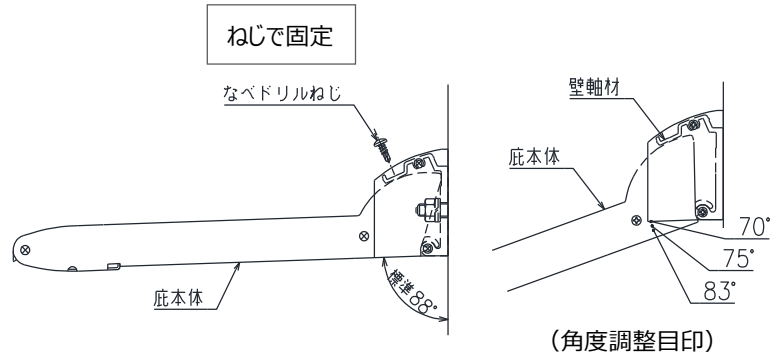 ねじで固定
なべドリルねじ
庇本体
標準88°
壁軸材
庇本体
70°
75°
83°
(角度調整目印)